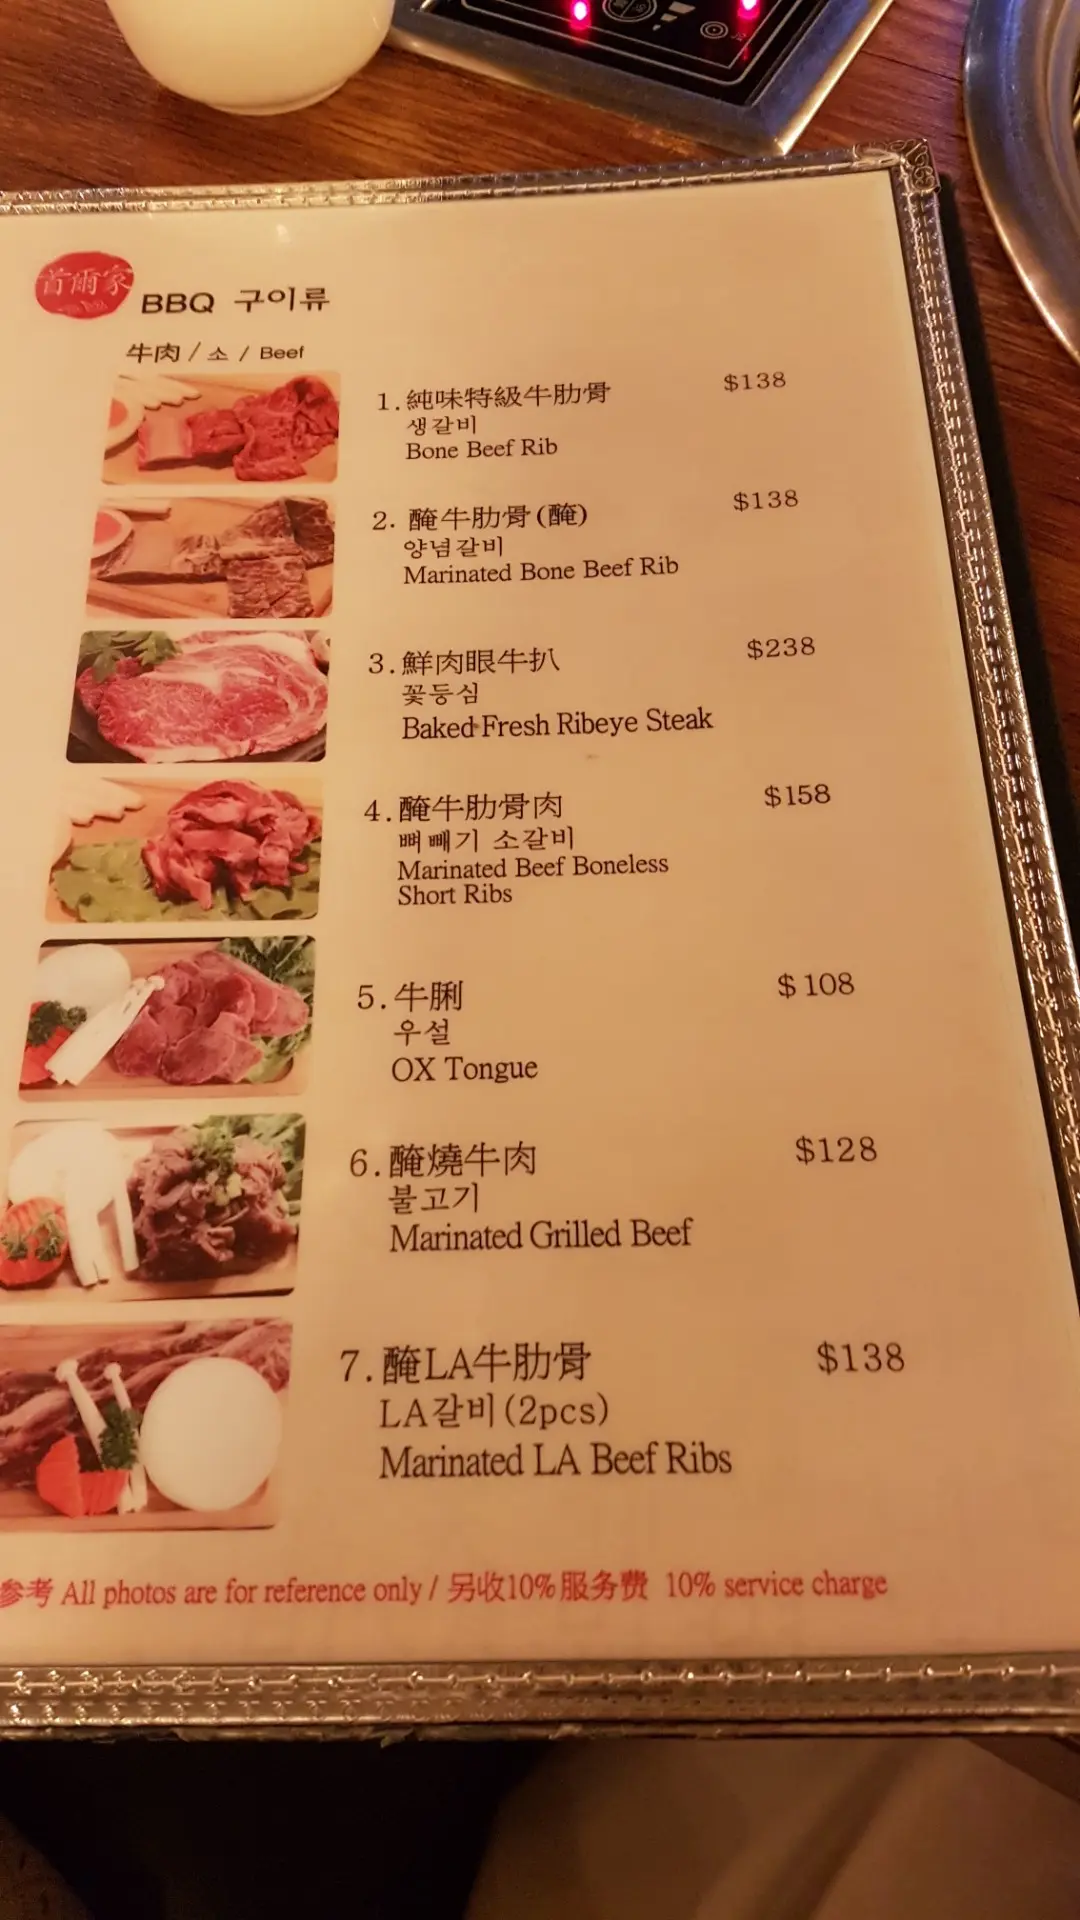 首爾家
BBQ 구이류
牛肉 / 소 / Beef
1. 純味特級牛肋骨 $138
생갈비
Bone Beef Rib
2. 醃牛肋骨(醃) $138
양념갈비
Marinated Bone Beef Rib
3. 鮮肉眼牛扒 $238
꽃등심
Baked Fresh Ribeye Steak
4. 醃牛肋骨肉 $158
뼈빼기 소갈비
Marinated Beef Boneless
Short Ribs
5. 牛脷 $108
우설
OX Tongue
6. 醃燒牛肉 $128
불고기
Marinated Grilled Beef
7. 醃LA牛肋骨 $138
LA갈비(2pcs)
Marinated LA Beef Ribs
参考 All photos are for reference only / 另收10%服务费 10% service charge